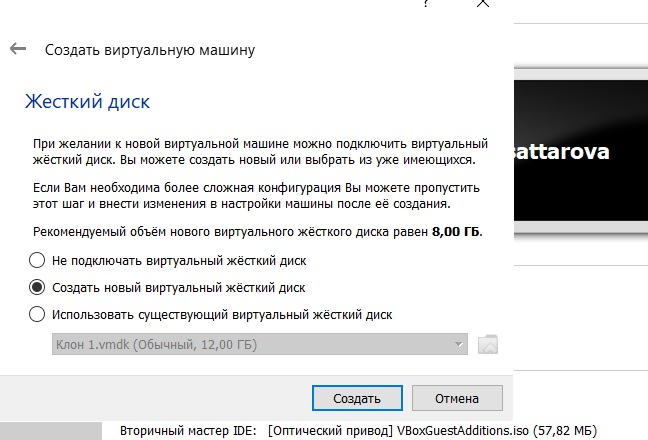 ?
Создать виртуальную машину
Жесткий диск
При желании к новой виртуальной машине можно подключить виртуальный
жёсткий диск. Вы можете создать новый или выбрать из уже имеющихся.
sattarova
Если Вам необходима более сложная конфигурация Вы можете пропустить
этот шаг и внести изменения в настройки машины после её создания.
Рекомендуемый объём нового виртуального жёсткого диска равен 8,00 ГБ.
Не подключать виртуальный жёсткий диск
Создать новый виртуальный жёсткий диск
Использовать существующий виртуальный жёсткий диск
Клон 1.vmdk (Обычный, 12,00 ГБ)
Создать
Отмена
Вторичный мастер IDE: [Оптический привод] VBoxGuestAdditions.iso (57,82 МБ)